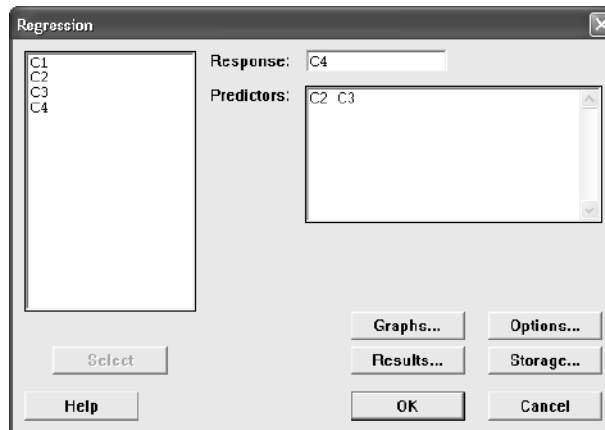 Regression
C1
C2
C3
C4
Response: C4
Predictors: C2 C3
Graphs...
Options...
Select
Results...
Storage...
Help
OK
Cancel